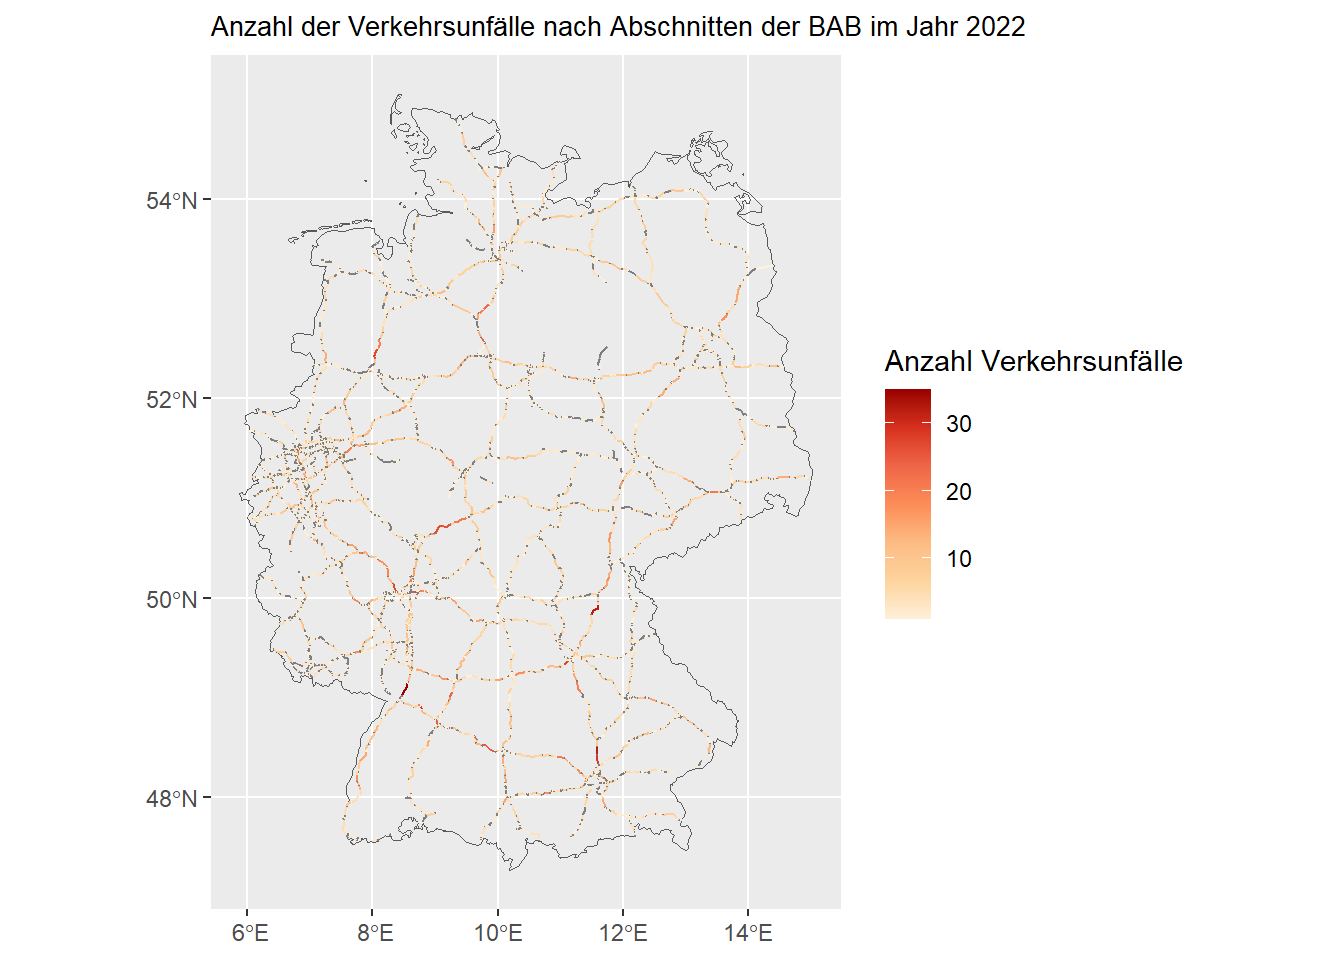 Anzahl der Verkehrsunfälle nach Abschnitten der BAB im Jahr 2022
54°N
52°N
50°N
48°N
6°E
8°E
10°E
12°E
14°E
Anzahl Verkehrsunfälle
30
20
10